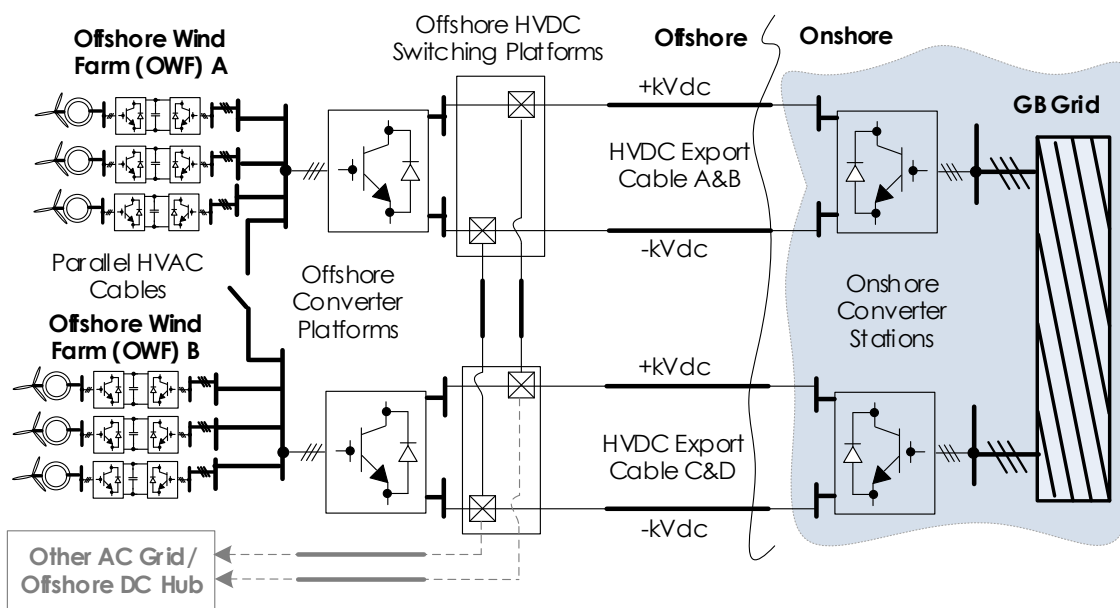 Offshore Wind
Farm (OWF) A
Offshore HVDC
Switching Platforms
Offshore
Onshore
+kVdc
GB Grid
HVDC Export
Cable A&B
-kVdc
Parallel HVAC
Cables
Offshore
Converter
Platforms
Onshore
Converter
Stations
Offshore Wind
Farm (OWF) B
+kVdc
HVDC Export
Cable C&D
-kVdc
Other AC Grid/
Offshore DC Hub